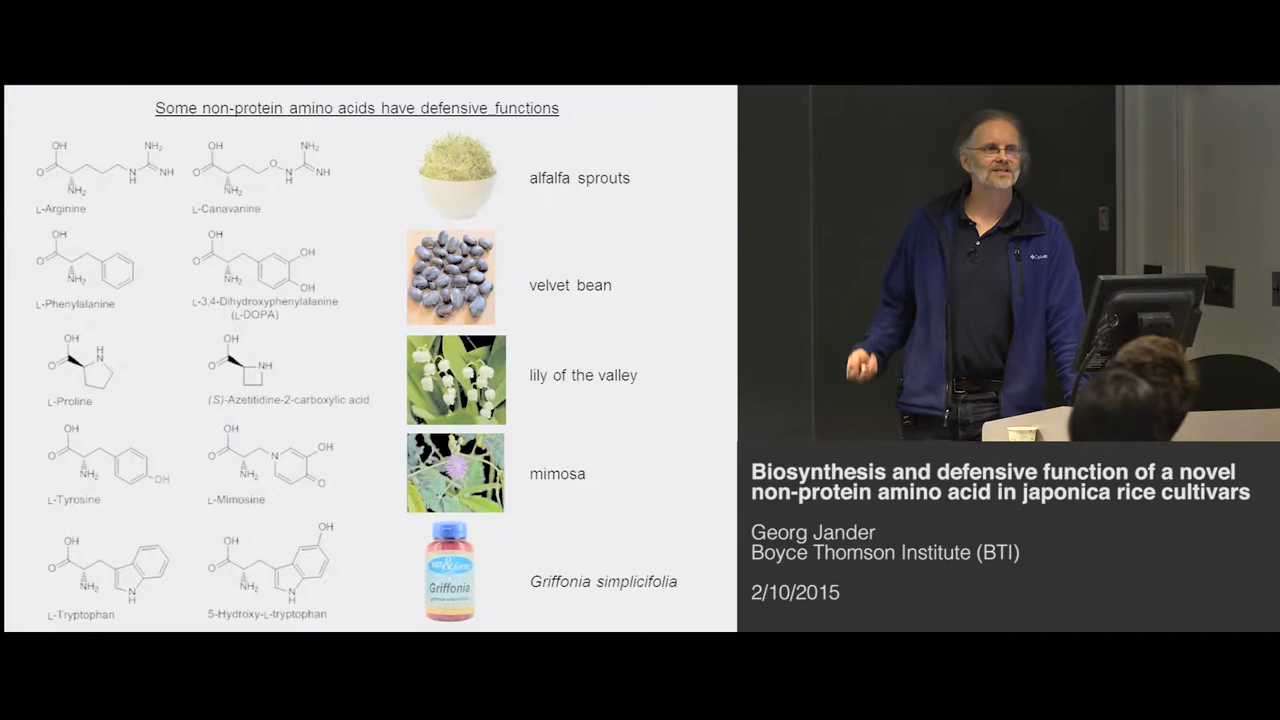 Some non-protein amino acids have defensive functions
OH
O
NH₂
N
H
NH₂
NH
L-Arginine
OH
O
NH₂
O
N
H
NH₂
NH
L-Canavanine
alfalfa sprouts
OH
O
NH₂
L-Phenylalanine
OH
O
NH₂
OH
OH
L-3,4-Dihydroxyphenylalanine
(L-DOPA)
velvet bean
OH
O
H
N
L-Proline
OH
O
NH
(S)-Azetitidine-2-carboxylic acid
lily of the valley
OH
O
NH₂
OH
L-Tyrosine
OH
O
NH₂
N
OH
O
L-Mimosine
mimosa
OH
O
NH₂
N
H
L-Tryptophan
OH
O
NH₂
N
H
OH
5-Hydroxy-L-tryptophan
Griffonia
Griffonia simplicifolia
Biosynthesis and defensive function of a novel
non-protein amino acid in japonica rice cultivars
Georg Jander
Boyce Thomson Institute (BTI)
2/10/2015